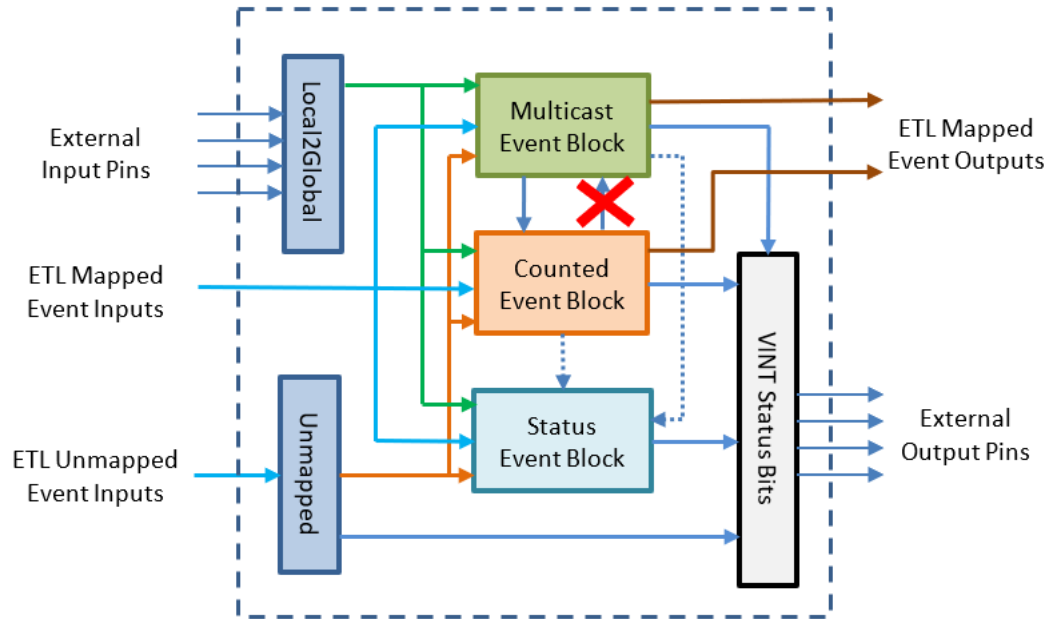 External
Input Pins
Local2Global
Multicast
Event Block
ETL Mapped
Event Outputs
ETL Mapped
Event Inputs
Counted
Event Block
ETL Unmapped
Event Inputs
Unmapped
Status
Event Block
VINT Status Bits
External
Output Pins